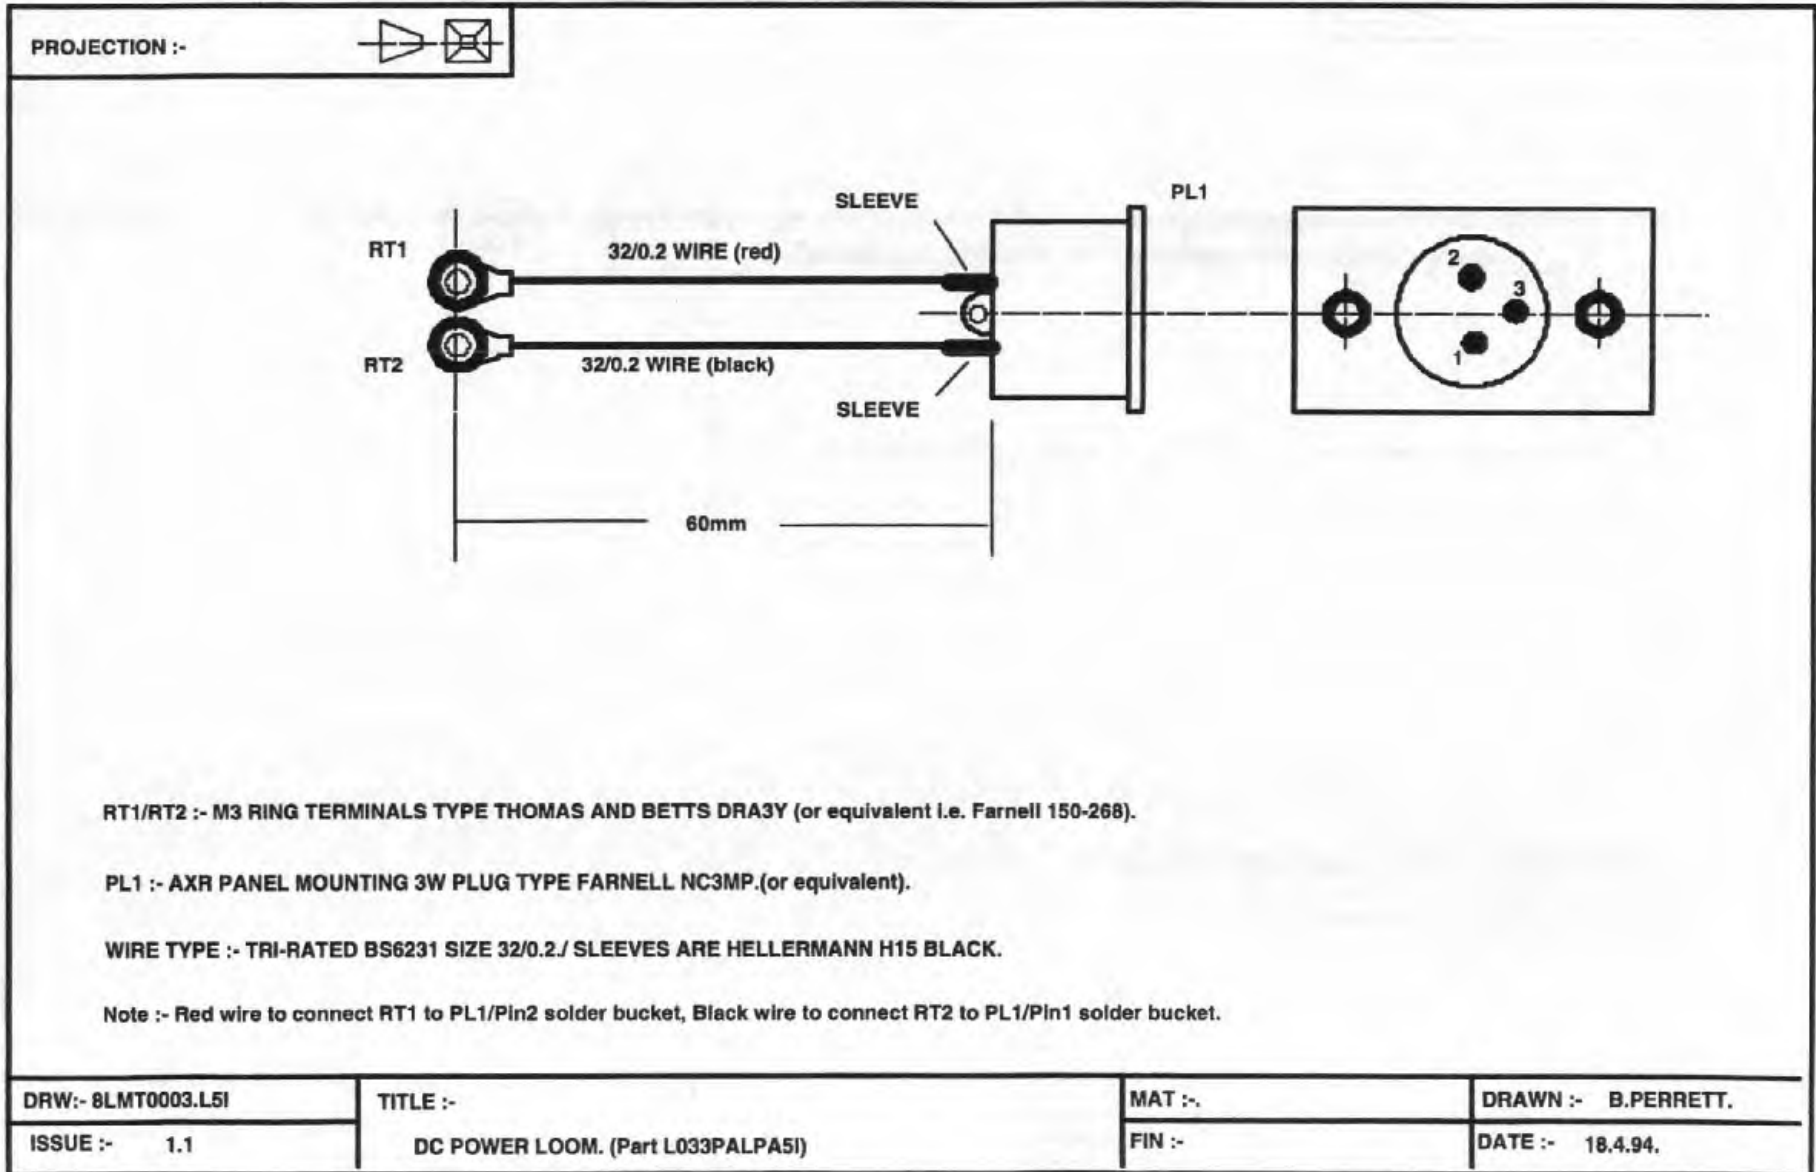 PROJECTION :-
PL1
SLEEVE
RT1
32/0.2 WIRE (red)
2
3
1
RT2
32/0.2 WIRE (black)
SLEEVE
60mm
RT1/RT2 :- M3 RING TERMINALS TYPE THOMAS AND BETTS DRA3Y (or equivalent i.e. Farnell 150-268).
PL1 :- AXR PANEL MOUNTING 3W PLUG TYPE FARNELL NC3MP.(or equivalent).
WIRE TYPE :- TRI-RATED BS6231 SIZE 32/0.2./ SLEEVES ARE HELLERMANN H15 BLACK.
Note :- Red wire to connect RT1 to PL1/Pin2 solder bucket, Black wire to connect RT2 to PL1/Pin1 solder bucket.
DRW:- 8LMT0003.L5I
TITLE :-
MAT :-.
DRAWN :- B.PERRETT.
ISSUE :- 1.1
DC POWER LOOM. (Part L033PALPA5I)
FIN :-
DATE :- 18.4.94.